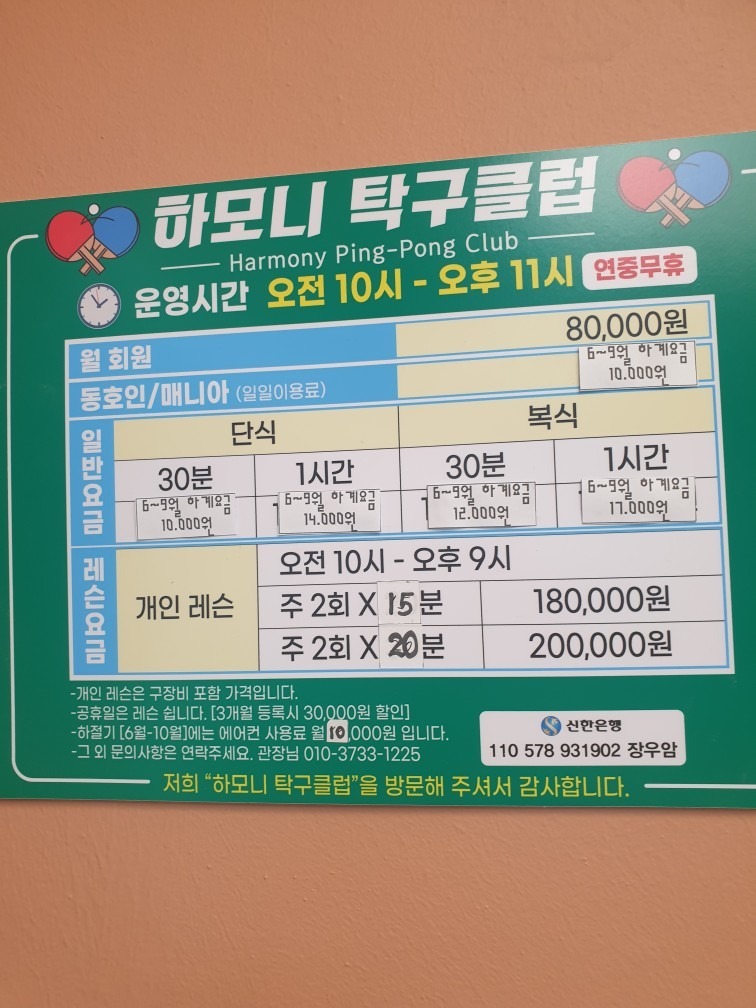 하모니 탁구클럽
Harmony Ping-Pong Club
운영시간 오전 10시 - 오후 11시 연중무휴
월 회원 80,000원
동호인/매니아 (일일이용료) 6~9월 하계요금 10.000원
일반요금
단식 복식
30분 1시간 30분 1시간
6~9월 하계요금 6~9월 하계요금 6~9월 하계요금 6~9월 하계요금
10.000원 14.000원 12.000원 17.000원
레슨요금
개인 레슨
오전 10시 - 오후 9시
주 2회 X 15분 180,000원
주 2회 X 20분 200,000원
-개인 레슨은 구장비 포함 가격입니다.
-공휴일은 레슨 쉽니다. [3개월 등록시 30,000원 할인]
-하절기 [6월-10월]에는 에어컨 사용료 월 10,000원 입니다.
-그 외 문의사항은 연락주세요. 관장님 010-3733-1225
신한은행
110 578 931902 장우암
저희 “하모니 탁구클럽”을 방문해 주셔서 감사합니다.